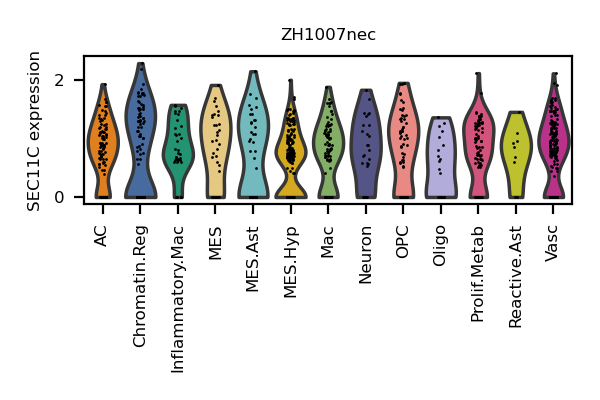 ZH1007nec
SEC11C expression
2
0
AC
Chromatin.Reg
Inflammatory.Mac
MES
MES.Ast
MES.Hyp
Mac
Neuron
OPC
Oligo
Prolif.Metab
Reactive.Ast
Vasc